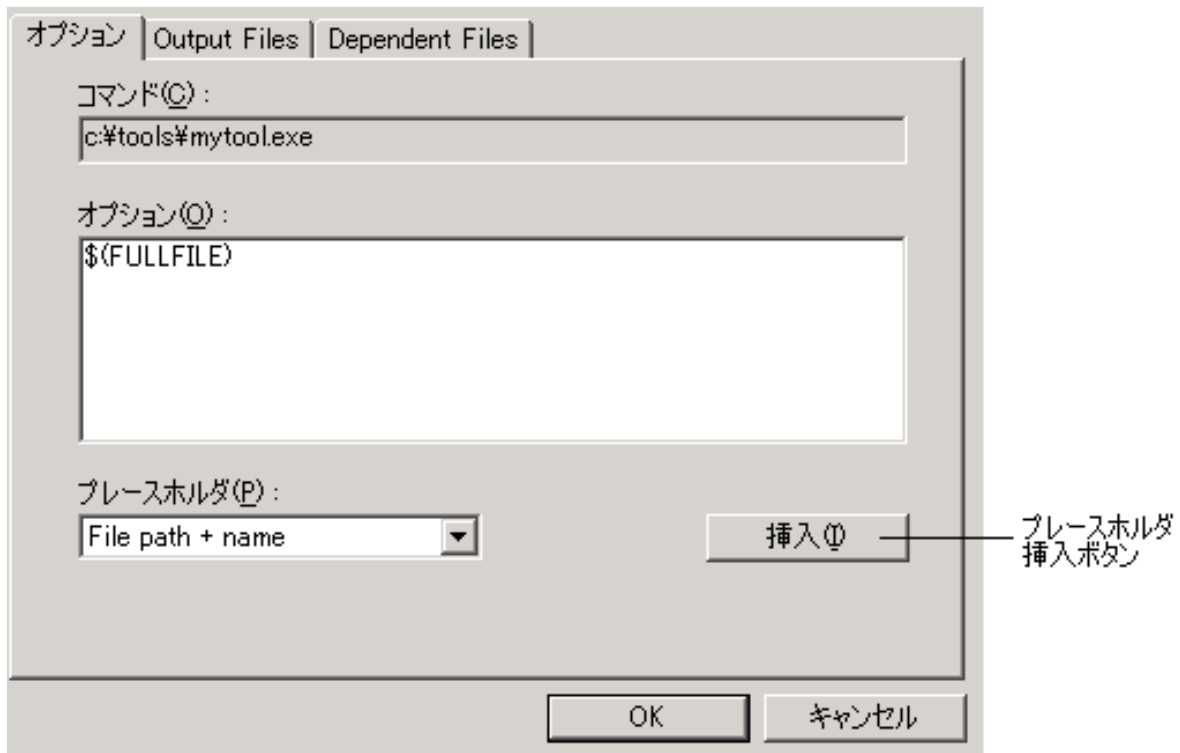 オプション Output Files Dependent Files
コマンド(C):
c:¥tools¥mytool.exe
オプション(O):
$(FULLFILE)
プレースホルダ(P):
File path + name
挿入(I)
プレースホルダ
挿入ボタン
OK キャンセル